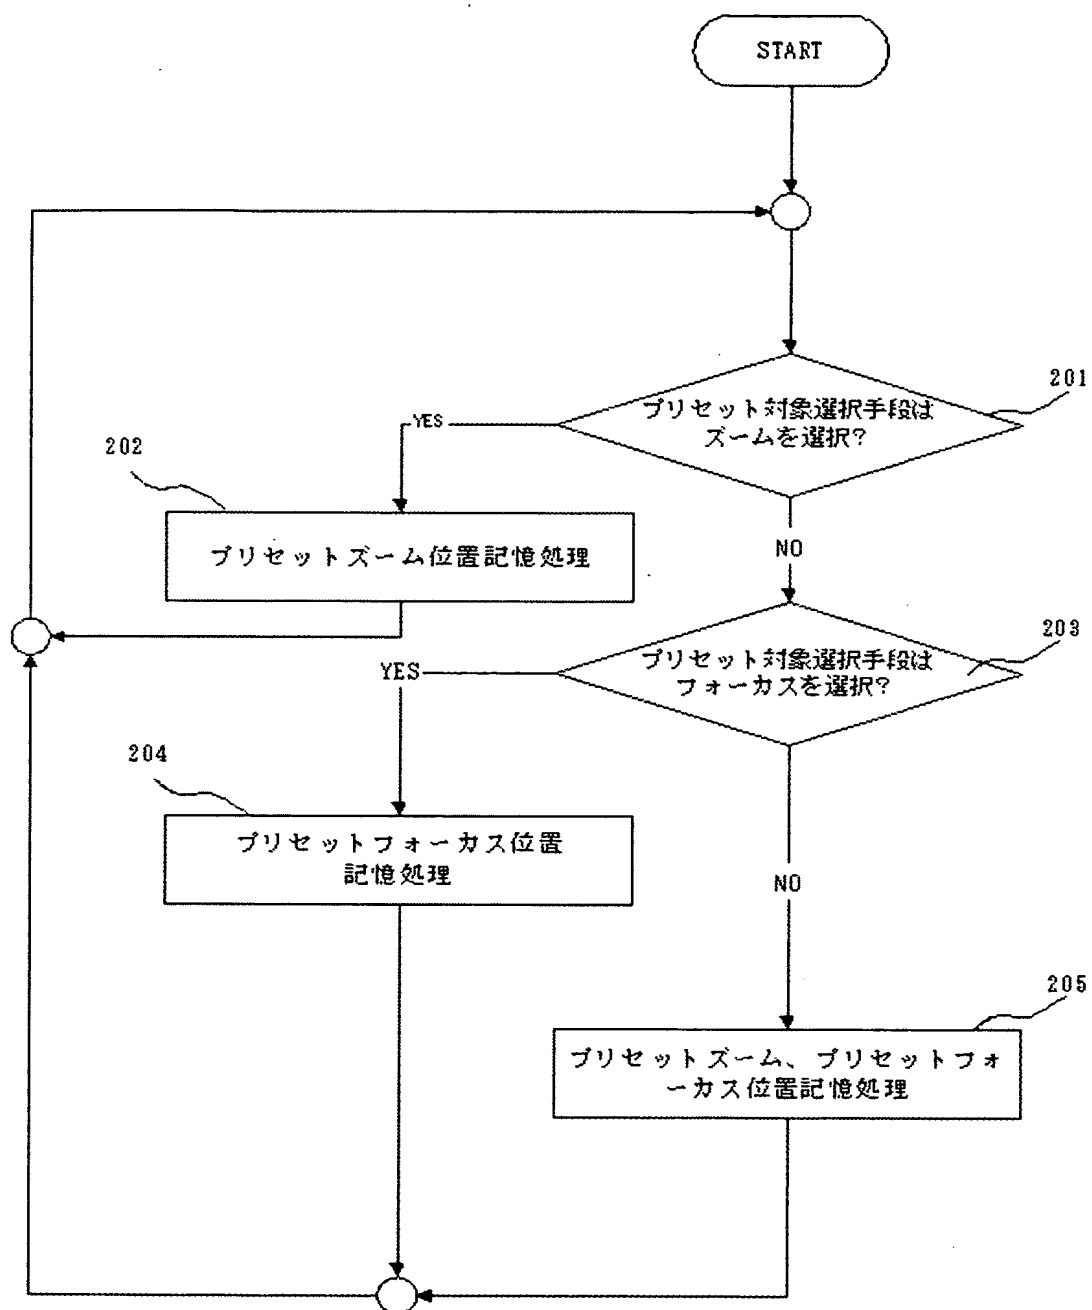 START
201
プリセット対象選択手段は
ズームを選択?
YES
202
プリセットズーム位置記憶処理
NO
203
プリセット対象選択手段は
フォーカスを選択?
YES
204
プリセットフォーカス位置
記憶処理
NO
205
プリセットズーム、プリセットフォ
ーカス位置記憶処理